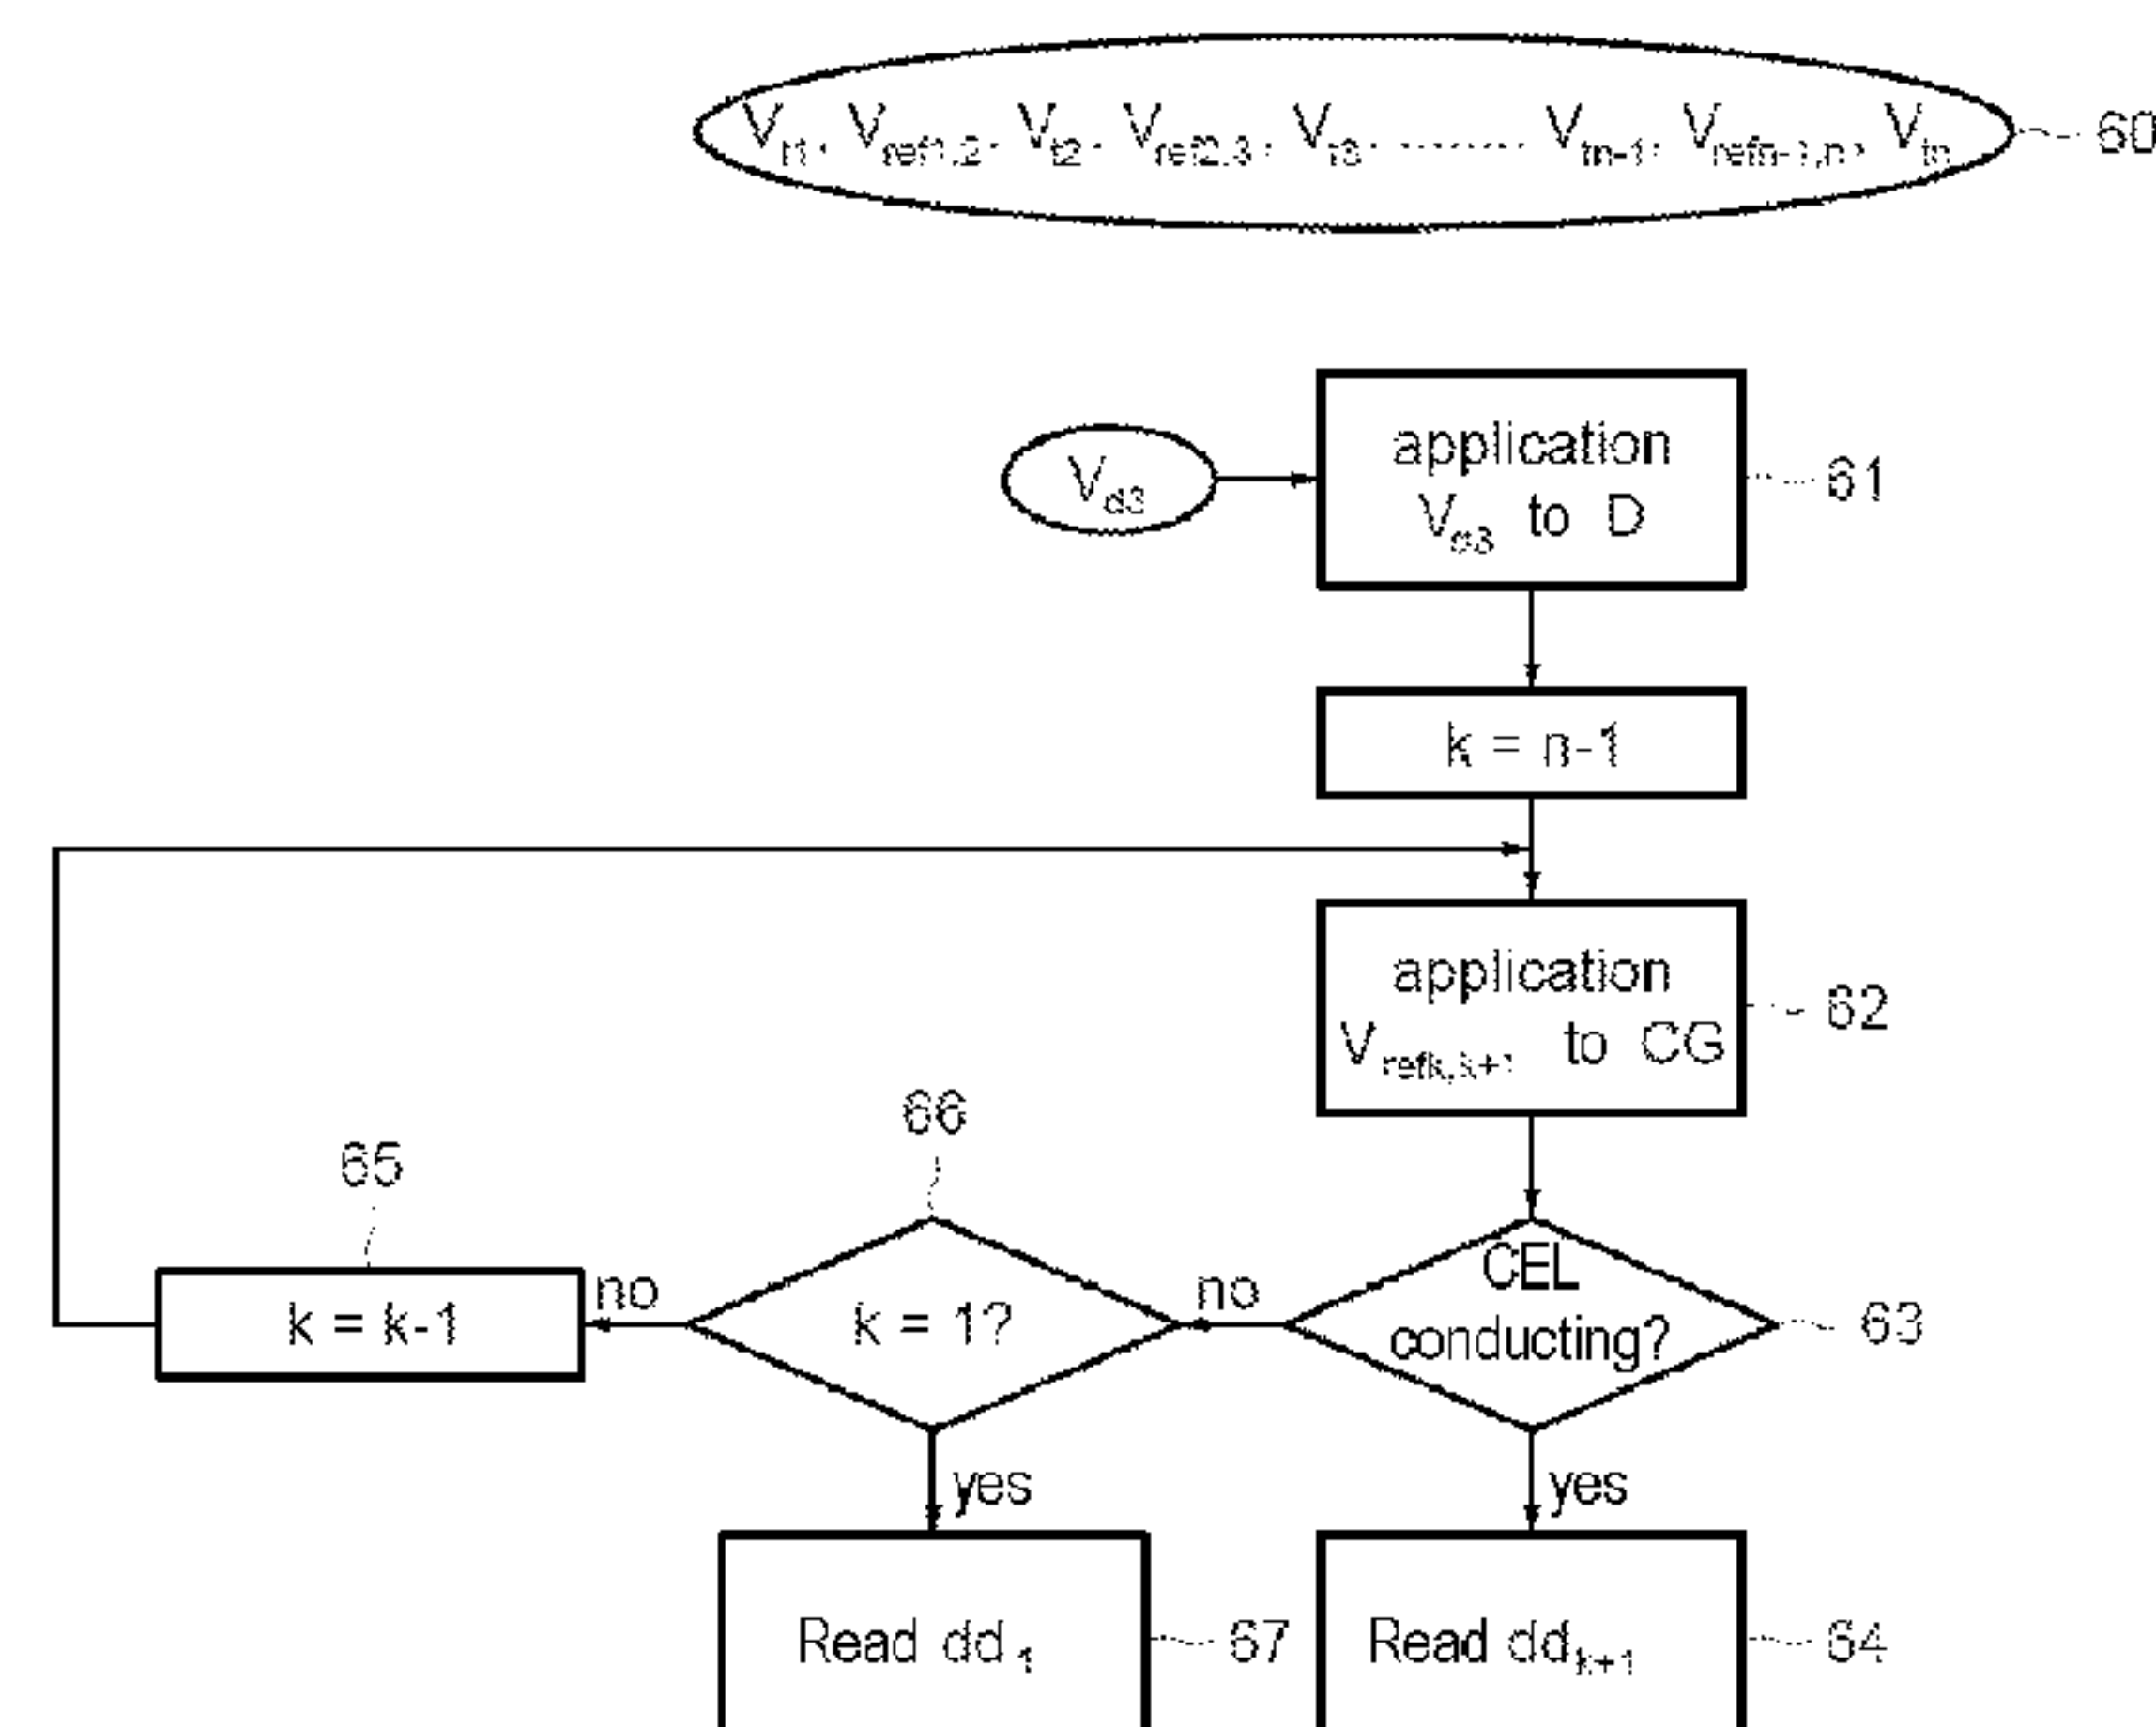 Vt1, Vref1,2, Vt2, Vref2,3, Vt3, ........ Vtn-1, Vrefn-1,n, Vtn
60
Vd3
application
Vd3 to D
61
k = n-1
application
Vrefk,k+1 to CG
62
66
65
k = k-1
no
k = 1?
no
CEL
conducting?
63
yes
yes
Read dd1
67
Read ddk+1
64